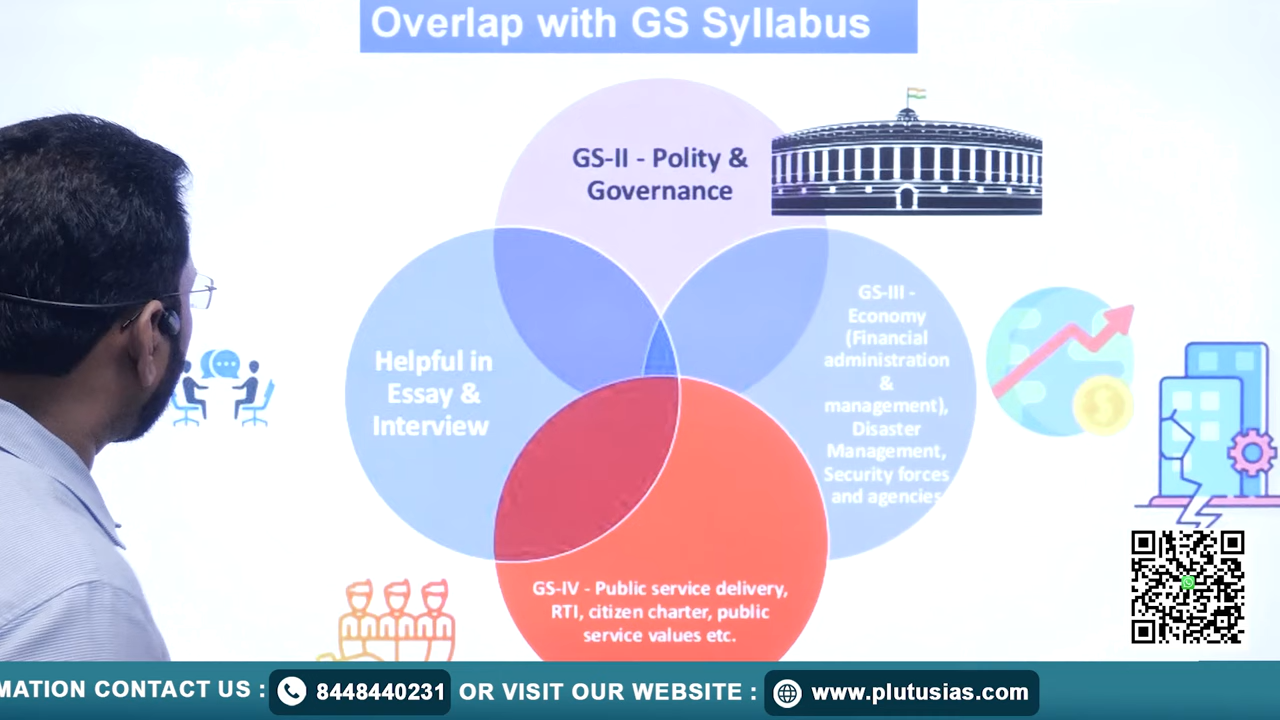 Overlap with GS Syllabus
GS-II - Polity &
Governance
Helpful in
Essay &
Interview
GS-III -
Economy
(Financial
administration
&
management),
Disaster
Management,
Security forces
and agencies
GS-IV - Public service delivery,
RTI, citizen charter, public
service values etc.
MATION CONTACT US : 8448440231 OR VISIT OUR WEBSITE : www.plutusias.com